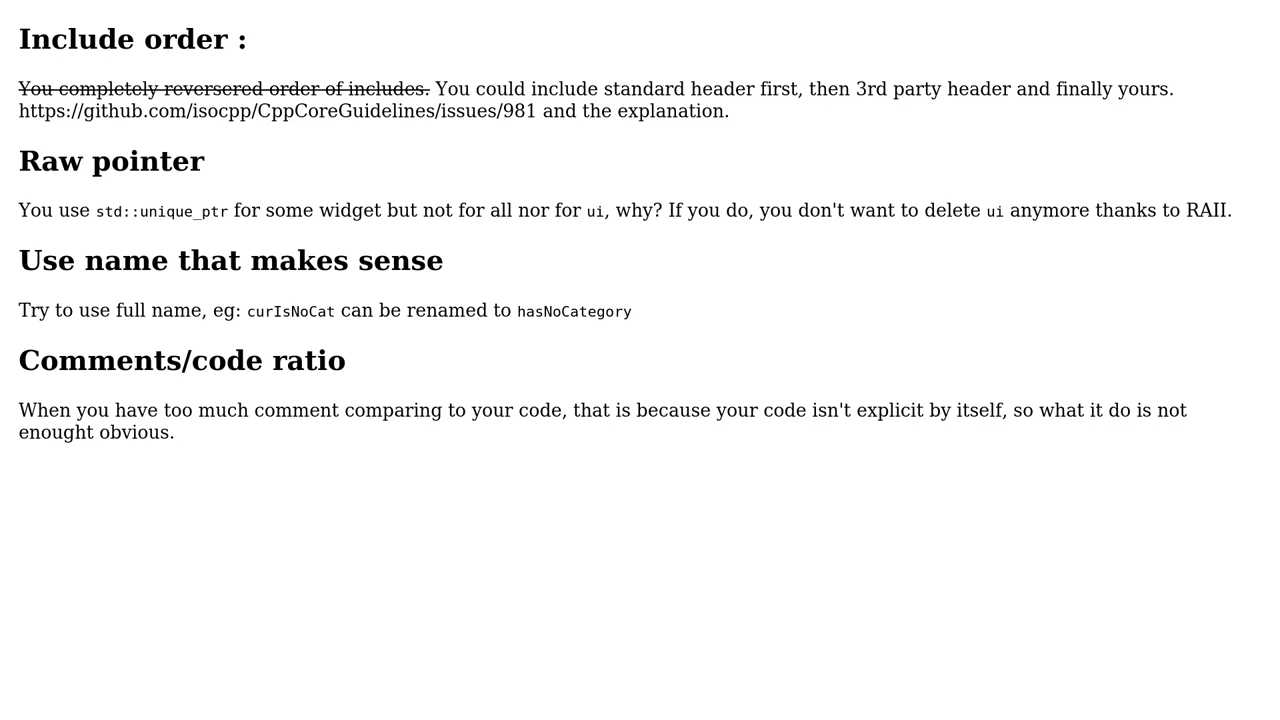 Include order :
You completely reversered order of includes. You could include standard header first, then 3rd party header and finally yours.
https://github.com/isocpp/CppCoreGuidelines/issues/981 and the explanation.
Raw pointer
You use std::unique_ptr for some widget but not for all nor for ui, why? If you do, you don't want to delete ui anymore thanks to RAII.
Use name that makes sense
Try to use full name, eg: curIsNoCat can be renamed to hasNoCategory
Comments/code ratio
When you have too much comment comparing to your code, that is because your code isn't explicit by itself, so what it do is not
enought obvious.